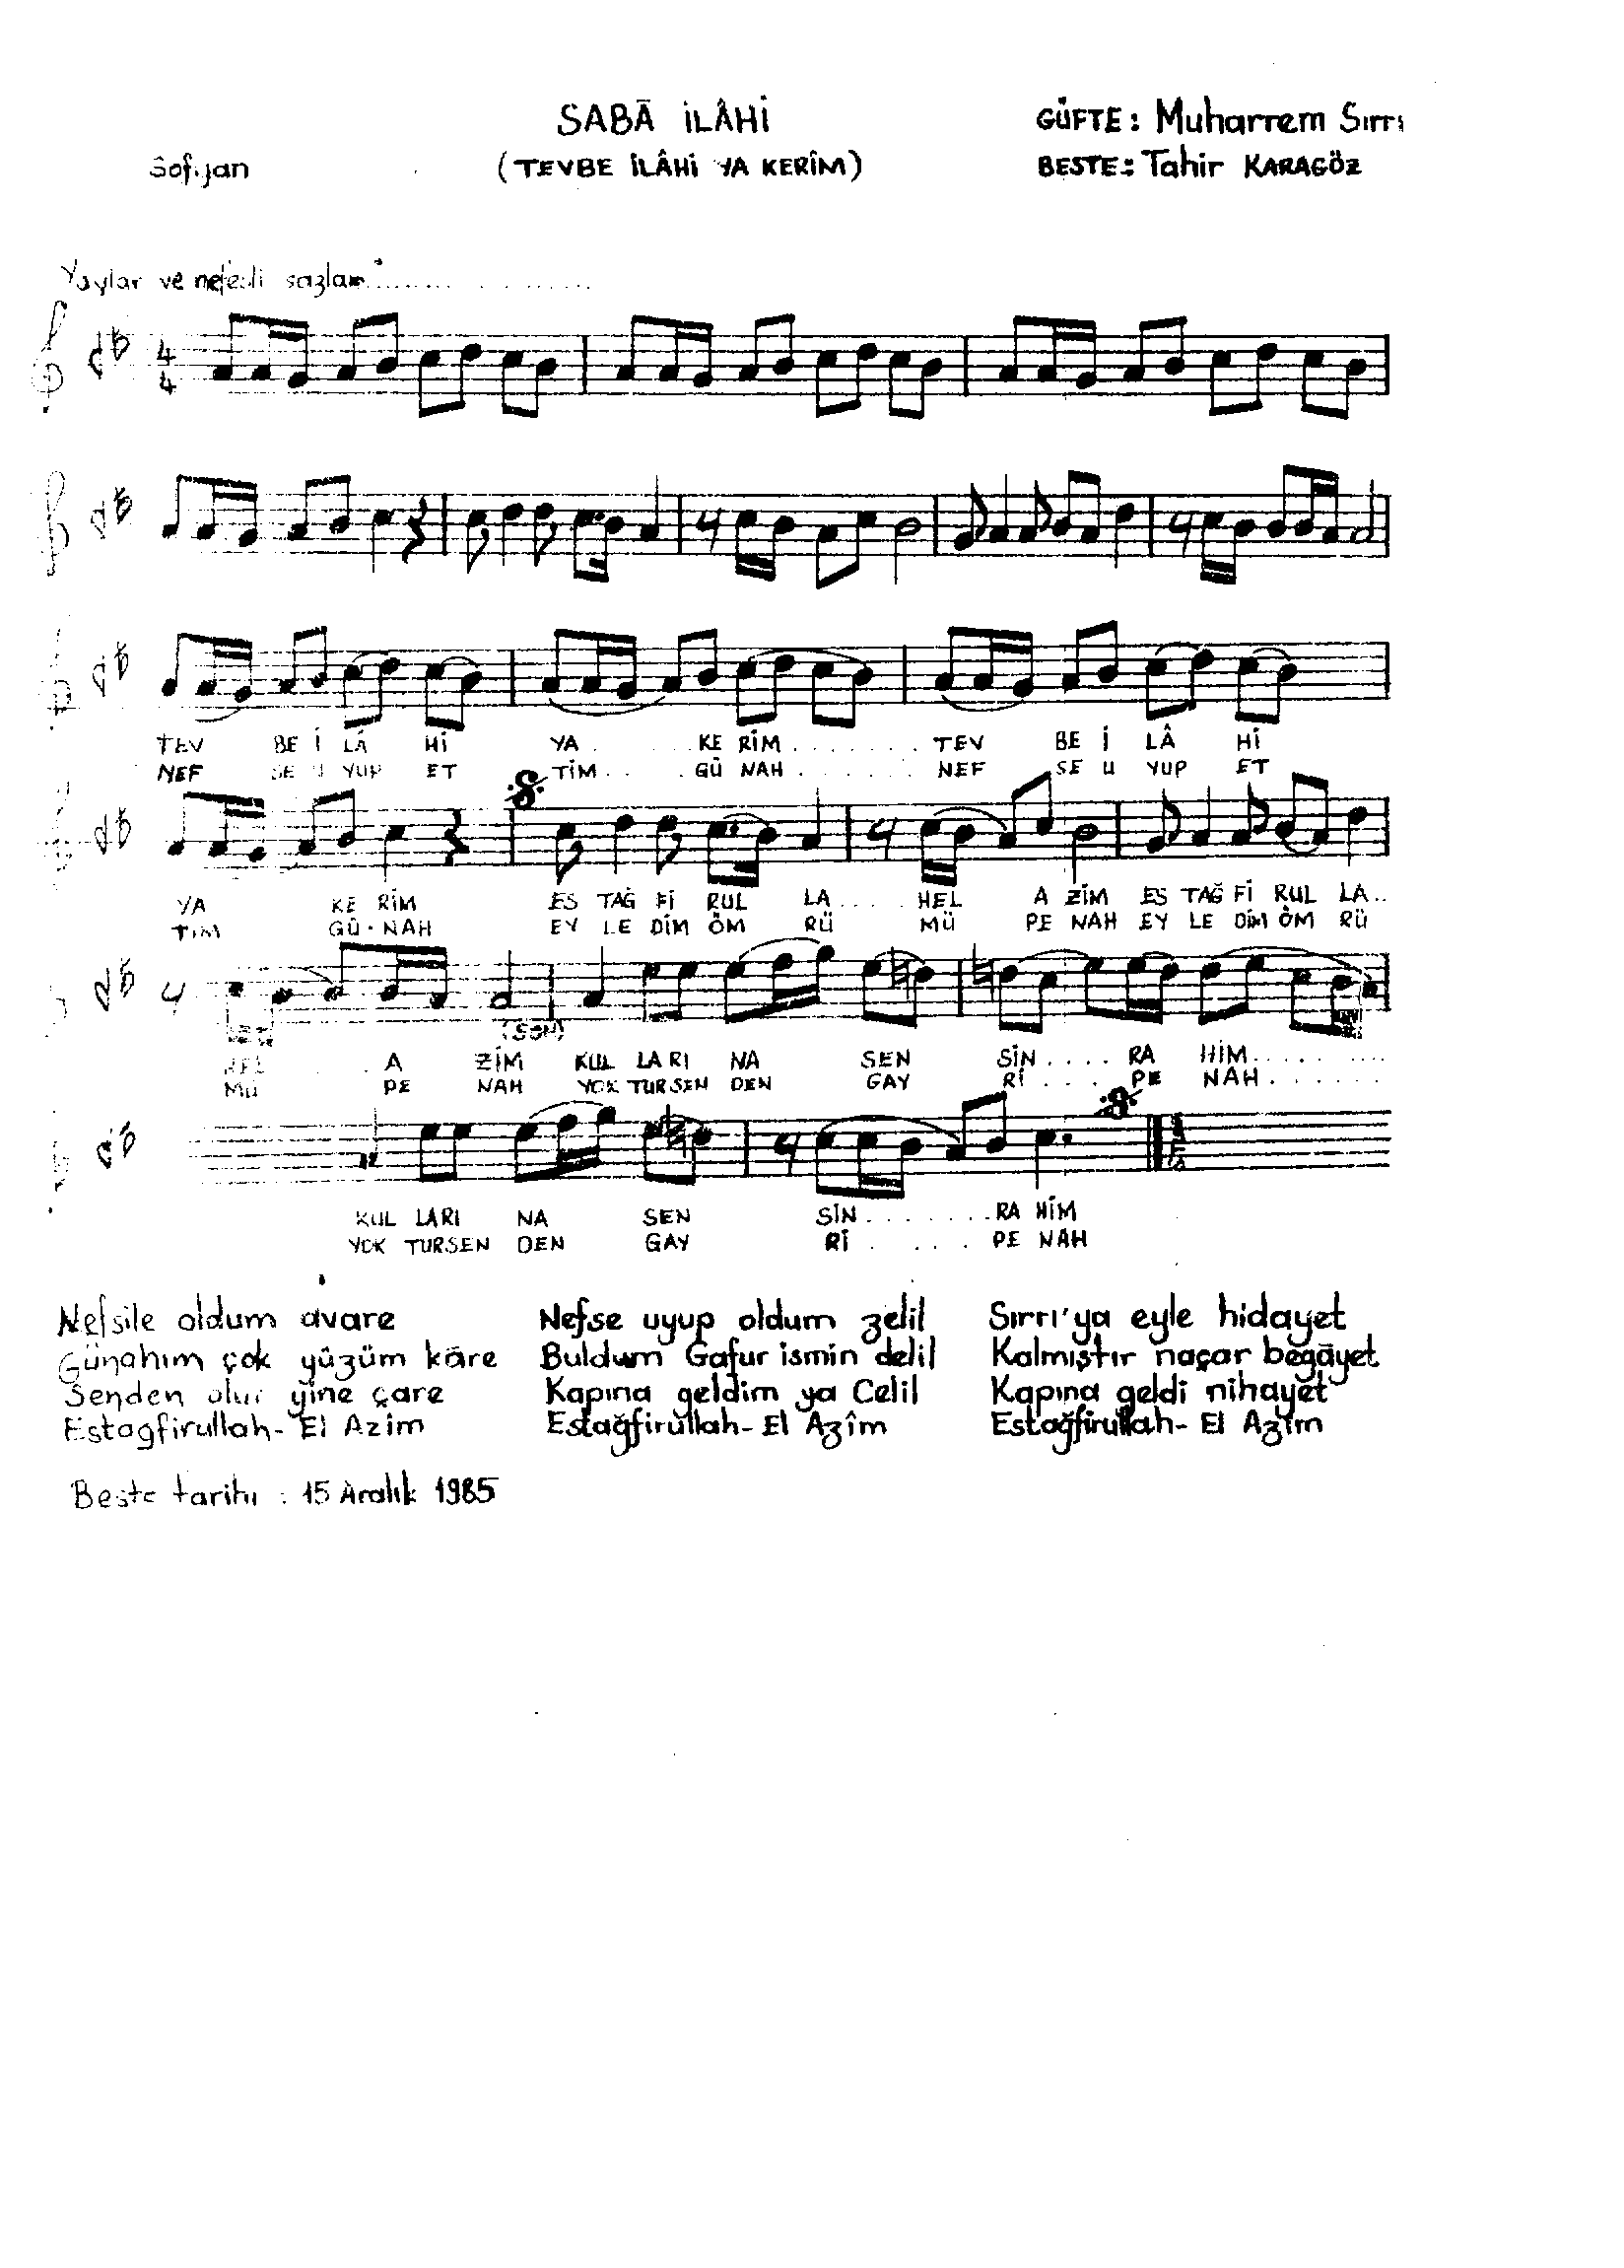 SABÂ İLÂHİ
GÜFTE: Muharrem Sırrı
Sofyan
(TEVBE İLÂHİ YA KERÎM)
BESTE: Tahir KARAGÖZ
Yaylar ve nefesli sazlar..................
4
4
TEV BE İ LÂ Hİ YA . . . . . KE RİM . . . . . . . . TEV BE İ LÂ Hİ
NEF SE U YUP ET TİM . . . . GÜ NAH . . . . . . . NEF SE U YUP ET
YA KE RİM ES TAĞ Fİ RUL LA . . . . HEL A ZİM ES TAĞ Fİ RUL LA . .
TİM GÜ - NAH EY LE DİM ÖM RÜ MÜ PE NAH EY LE DİM ÖM RÜ
(SON)
HEL . . . A ZİM KUL LA RI NA SEN SİN . . . . RA HİM . . . . . . . .
MÜ PE NAH YOK TUR SEN DEN GAY Rİ . . . . PE NAH . . . . . .
KUL LARI NA SEN SİN . . . . . . . . RA HİM
YOK TURSEN DEN GAY Rİ . . . . . PE NAH
Nefsile oldum avare
Günahım çok yüzüm kâre
Senden olur yine çare
Estagfirullah- El Azim
Nefse uyup oldum zelil
Buldum Gafur ismin delil
Kapına geldim ya Celil
Estağfirullah- El Azîm
Sırrı'ya eyle hidayet
Kalmıştır naçar beğâyet
Kapına geldi nihayet
Estağfirullah- El Azîm
Beste tarihi : 15 Aralık 1985